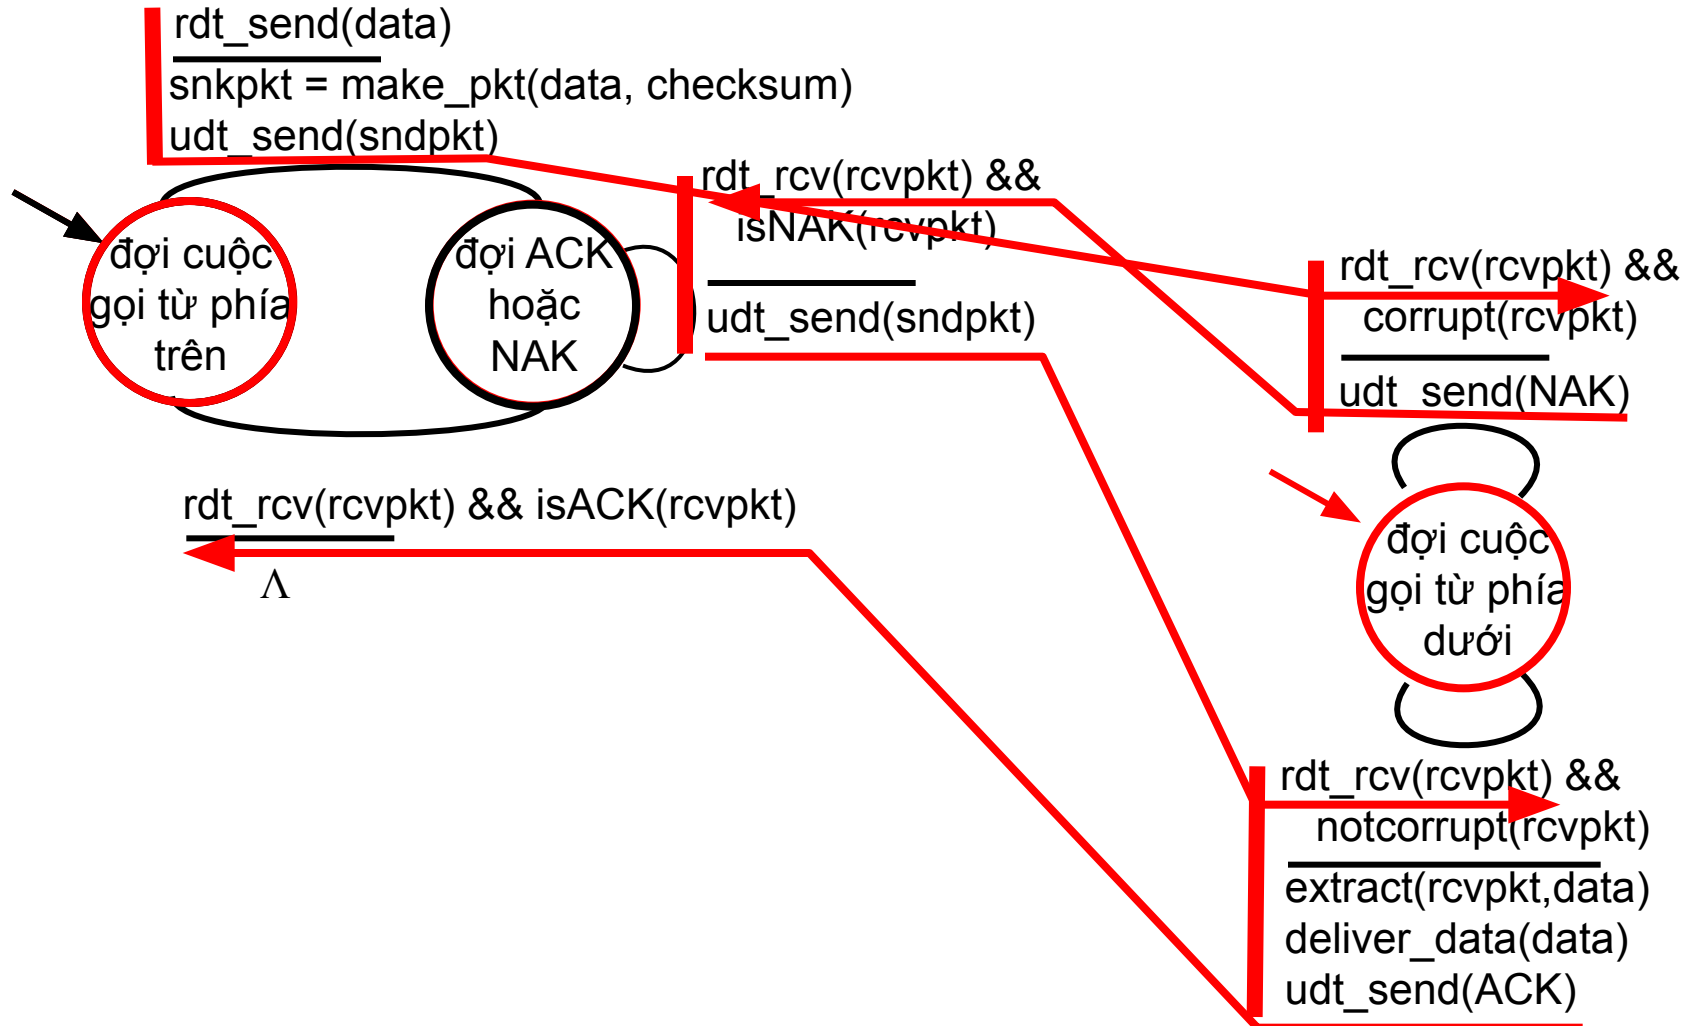 rdt_send(data)
snkpkt = make_pkt(data, checksum)
udt_send(sndpkt)
đợi cuộc
gọi từ phía
trên
đợi ACK
hoặc
NAK
rdt_rcv(rcvpkt) &&
isNAK(rcvpkt)
udt_send(sndpkt)
rdt_rcv(rcvpkt) && isACK(rcvpkt)
Λ
rdt_rcv(rcvpkt) &&
corrupt(rcvpkt)
udt_send(NAK)
đợi cuộc
gọi từ phía
dưới
rdt_rcv(rcvpkt) &&
notcorrupt(rcvpkt)
extract(rcvpkt,data)
deliver_data(data)
udt_send(ACK)